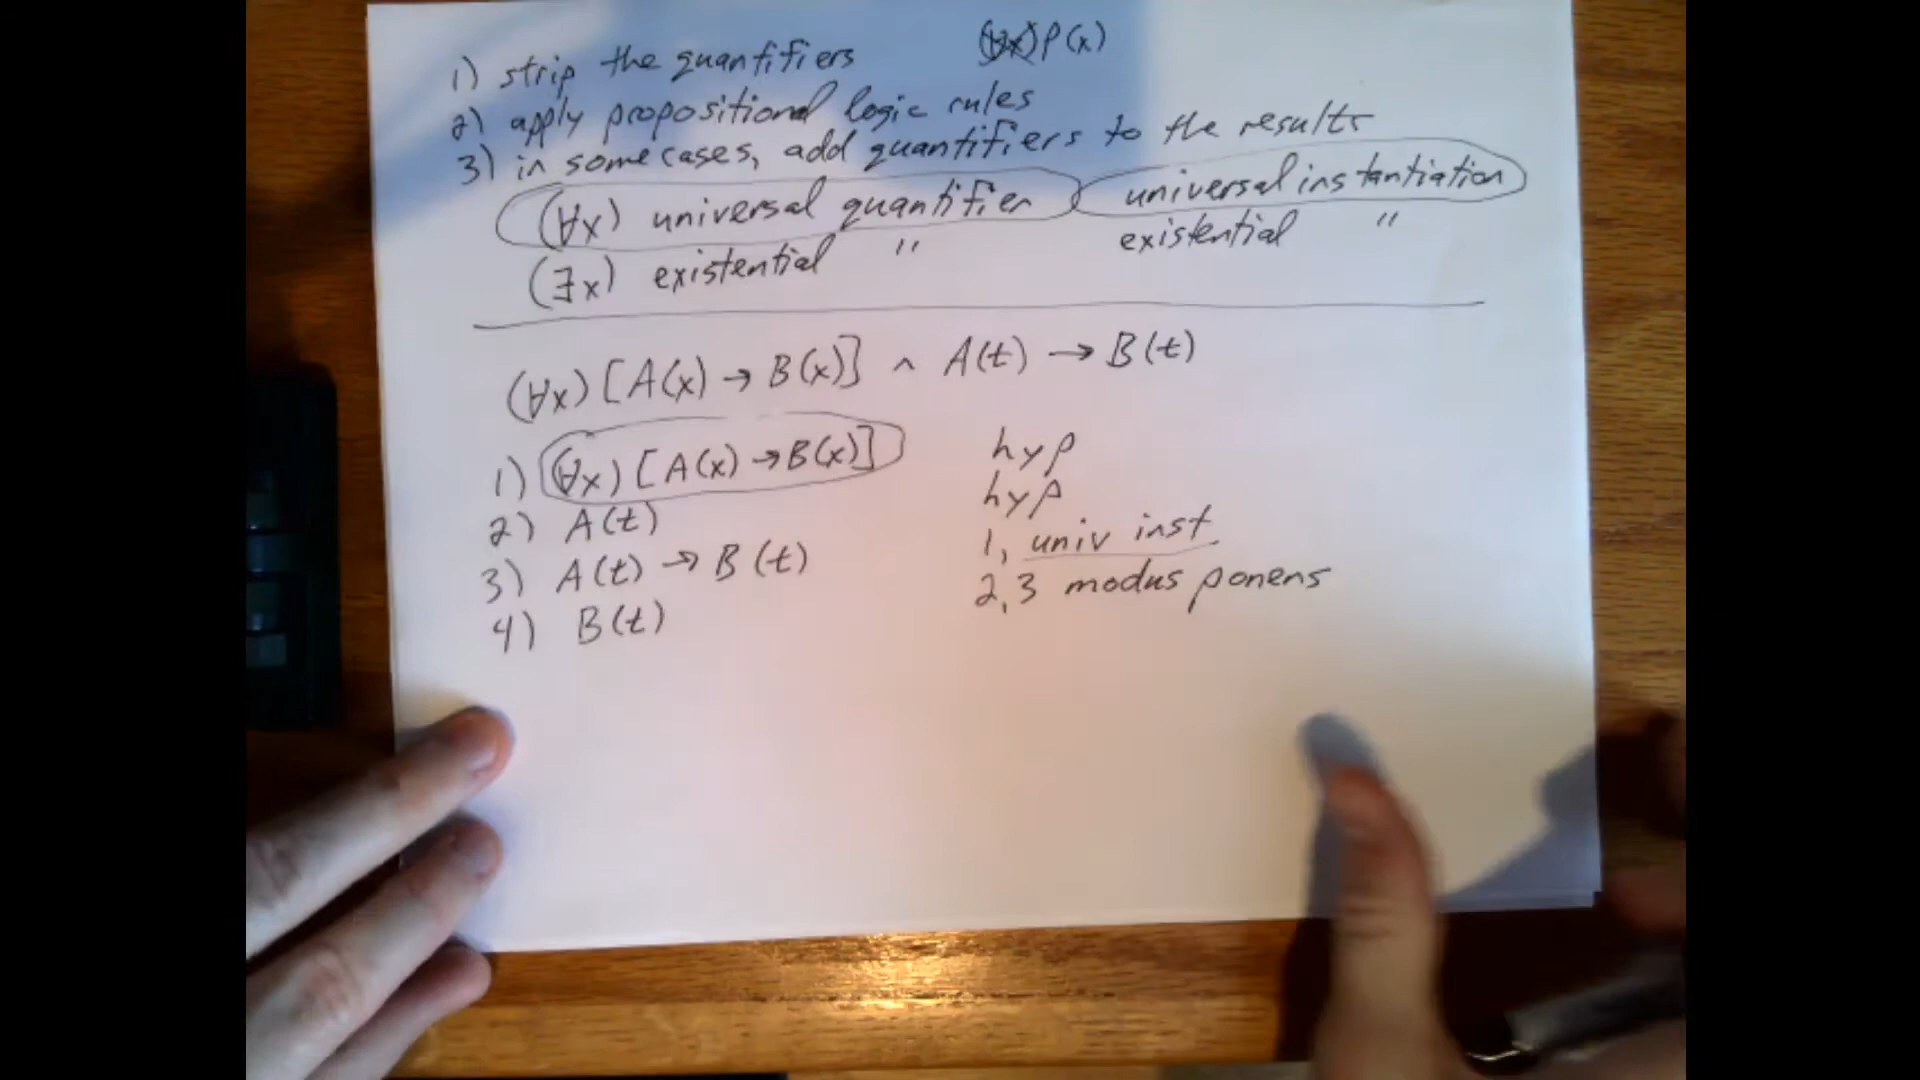 1) strip the quantifiers (∀x) P(x)
2) apply propositional logic rules
3) in some cases, add quantifiers to the results
(∀x) universal quantifier universal instantiation
(∃x) existential " existential "
(∀x) [A(x) → B(x)] ∧ A(t) → B(t)
1) (∀x) [A(x) → B(x)] hyp
2) A(t) hyp
3) A(t) → B(t) 1, univ inst.
4) B(t) 2,3 modus ponens